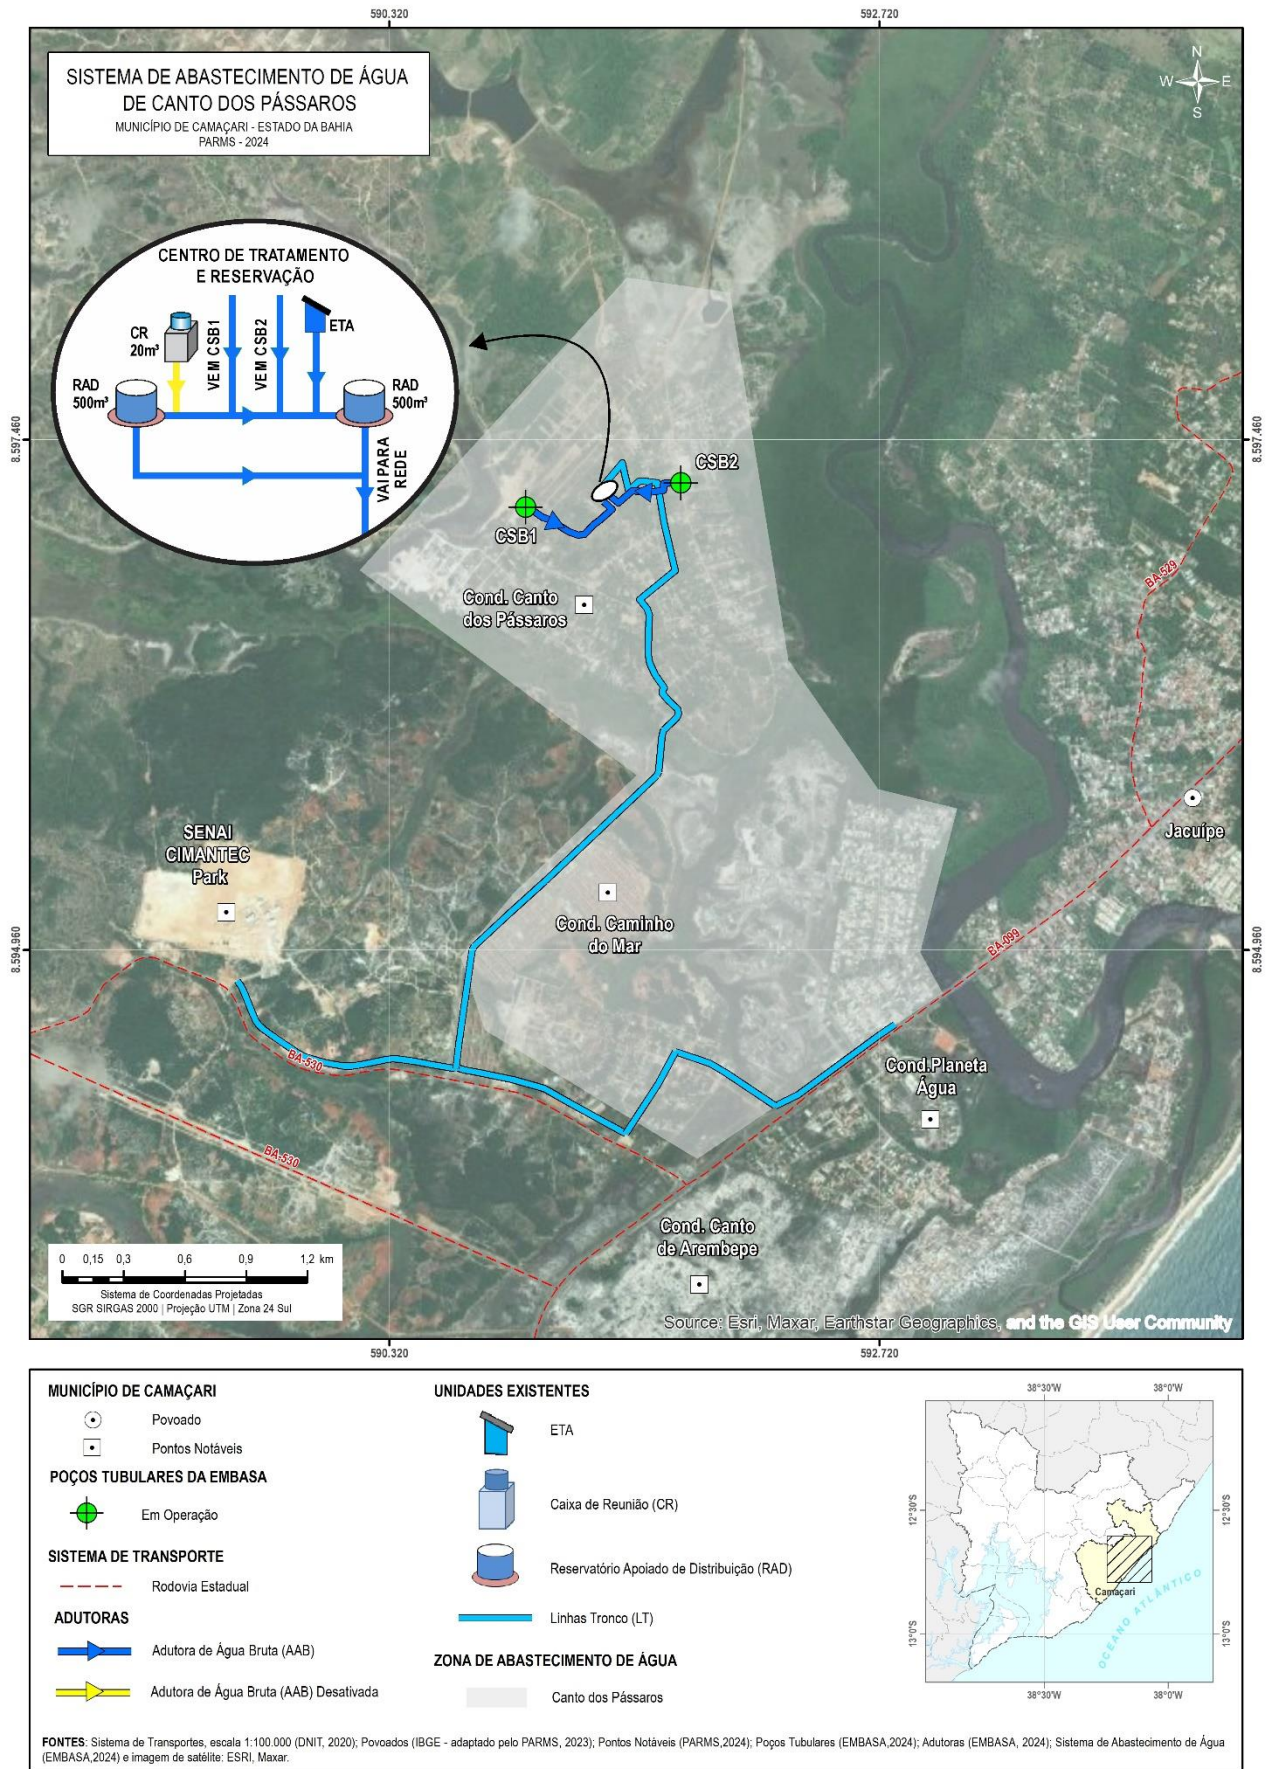 590.320
592.720
SISTEMA DE ABASTECIMENTO DE ÁGUA
DE CANTO DOS PÁSSAROS
MUNICÍPIO DE CAMAÇARI - ESTADO DA BAHIA
PARMS - 2024
N
W
E
S
CENTRO DE TRATAMENTO
E RESERVAÇÃO
CR
20m³
VEM CSB1
VEM CSB2
ETA
RAD
500m³
RAD
500m³
VAI PARA
REDE
8.597.460
8.597.460
CSB2
CSB1
Cond. Canto
dos Pássaros
BA-529
Jacuípe
SENAI
CIMANTEC
Park
Cond. Caminho
do Mar
BA-099
8.594.960
8.594.960
BA-530
Cond.Planeta
Água
BA-530
Cond. Canto
de Arembepe
0 0,15 0,3 0,6 0,9 1,2 km
Sistema de Coordenadas Projetadas
SGR SIRGAS 2000 | Projeção UTM | Zona 24 Sul
Source: Esri, Maxar, Earthstar Geographics, and the GIS User Community
590.320
592.720
MUNICÍPIO DE CAMAÇARI
Povoado
Pontos Notáveis
POÇOS TUBULARES DA EMBASA
Em Operação
SISTEMA DE TRANSPORTE
Rodovia Estadual
ADUTORAS
Adutora de Água Bruta (AAB)
Adutora de Água Bruta (AAB) Desativada
UNIDADES EXISTENTES
ETA
Caixa de Reunião (CR)
Reservatório Apoiado de Distribuição (RAD)
Linhas Tronco (LT)
ZONA DE ABASTECIMENTO DE ÁGUA
Canto dos Pássaros
38°30'W
38°0'W
12°30'S
12°30'S
Camaçari
OCEANO ATLÂNTICO
13°0'S
13°0'S
38°30'W
38°0'W
FONTES: Sistema de Transportes, escala 1:100.000 (DNIT, 2020); Povoados (IBGE - adaptado pelo PARMS, 2023); Pontos Notáveis (PARMS,2024); Poços Tubulares (EMBASA,2024); Adutoras (EMBASA, 2024); Sistema de Abastecimento de Água
(EMBASA,2024) e imagem de satélite: ESRI, Maxar.